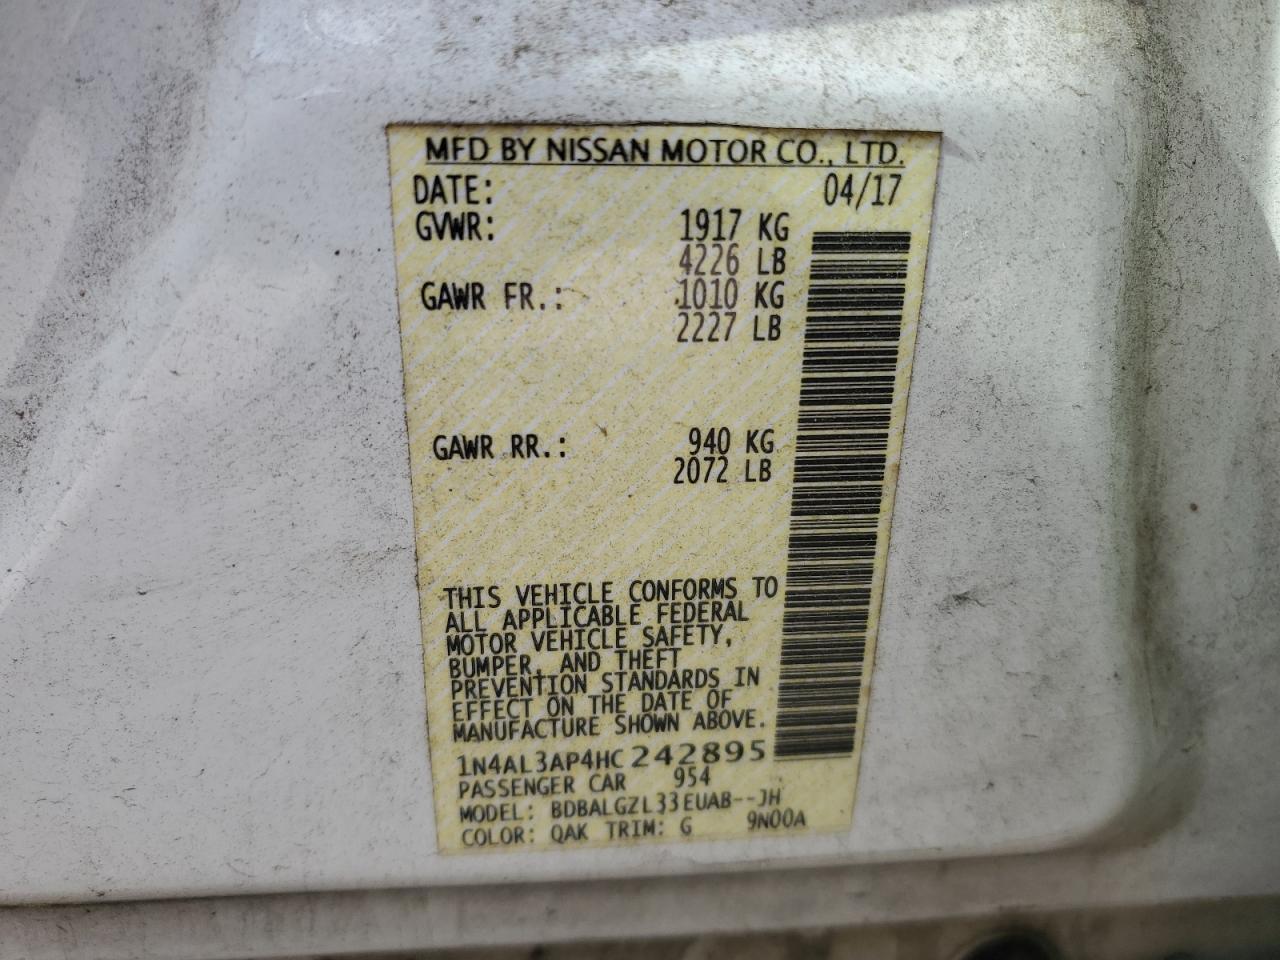 MFD BY NISSAN MOTOR CO., LTD.
DATE: 04/17
GVWR: 1917 KG
4226 LB
GAWR FR.: 1010 KG
2227 LB
GAWR RR.: 940 KG
2072 LB
THIS VEHICLE CONFORMS TO
ALL APPLICABLE FEDERAL
MOTOR VEHICLE SAFETY,
BUMPER, AND THEFT
PREVENTION STANDARDS IN
EFFECT ON THE DATE OF
MANUFACTURE SHOWN ABOVE.
1N4AL3AP4HC242895
PASSENGER CAR 954
MODEL: BDBALGZL33EUAB--JH
COLOR: QAK TRIM: G 9N00A